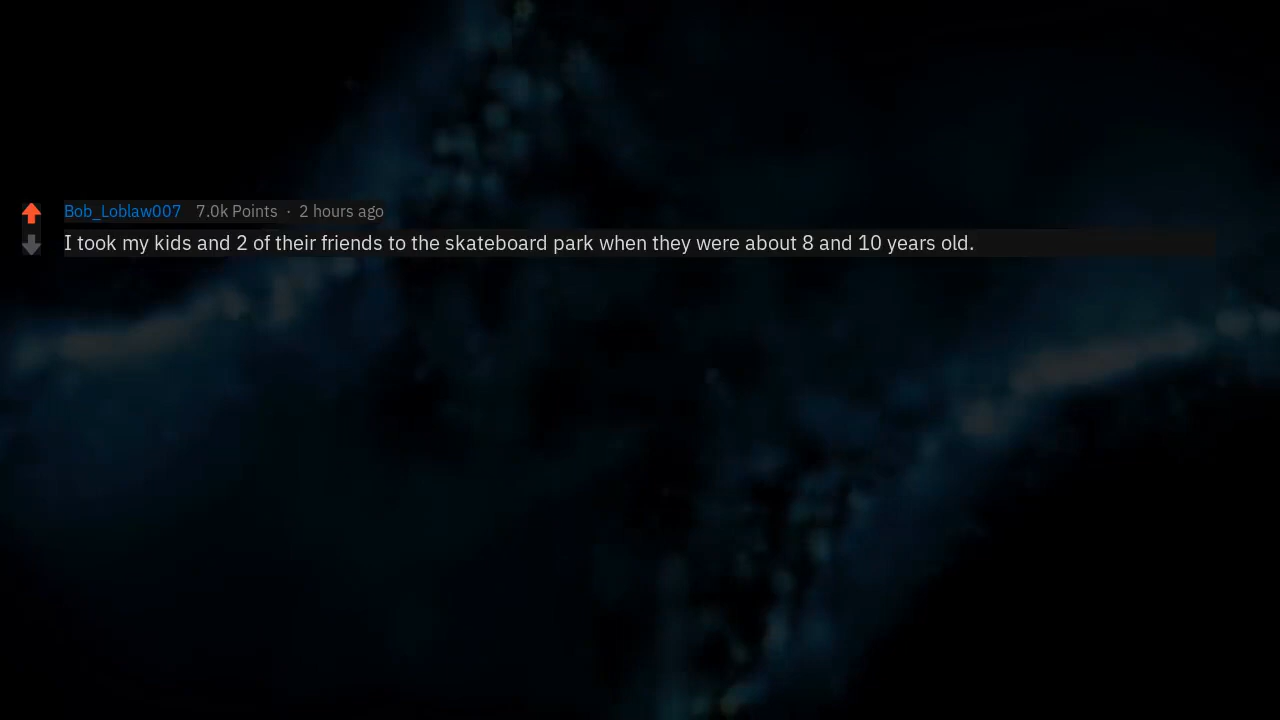 Bob_Loblaw007 7.0k Points · 2 hours ago
I took my kids and 2 of their friends to the skateboard park when they were about 8 and 10 years old.